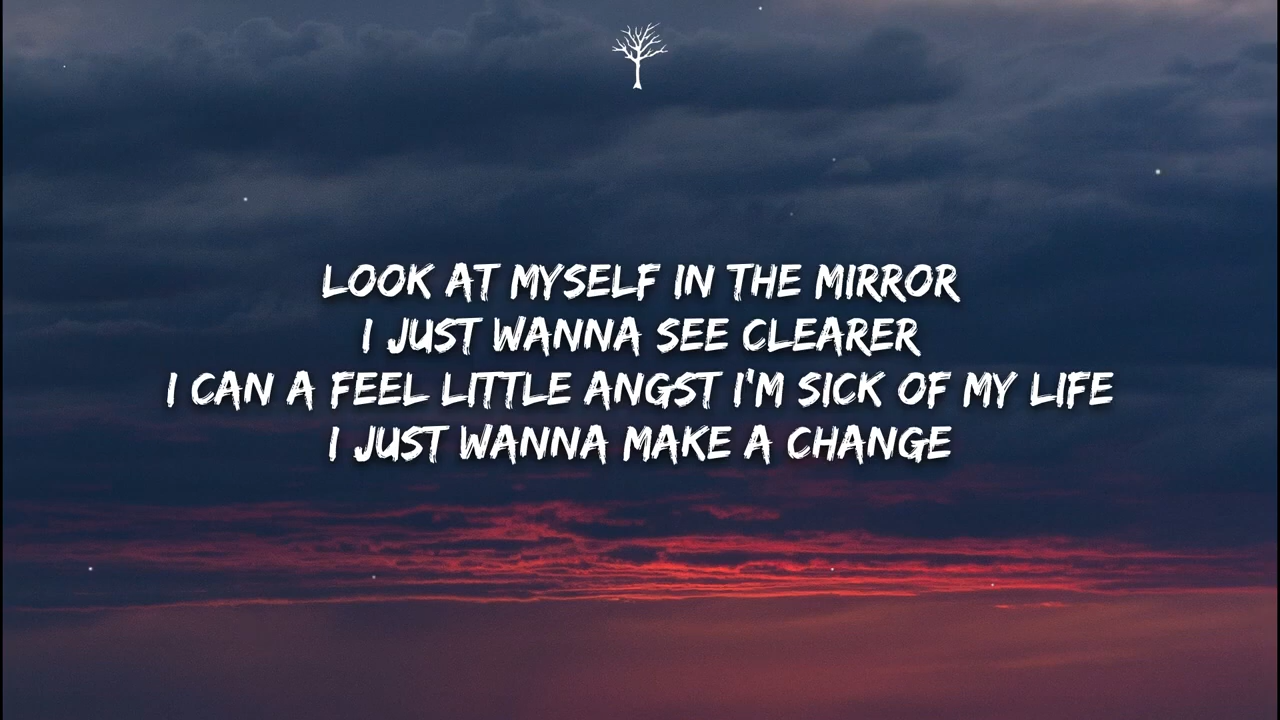 LOOK AT MYSELF IN THE MIRROR
I JUST WANNA SEE CLEARER
I CAN A FEEL LITTLE ANGST I'M SICK OF MY LIFE
I JUST WANNA MAKE A CHANGE